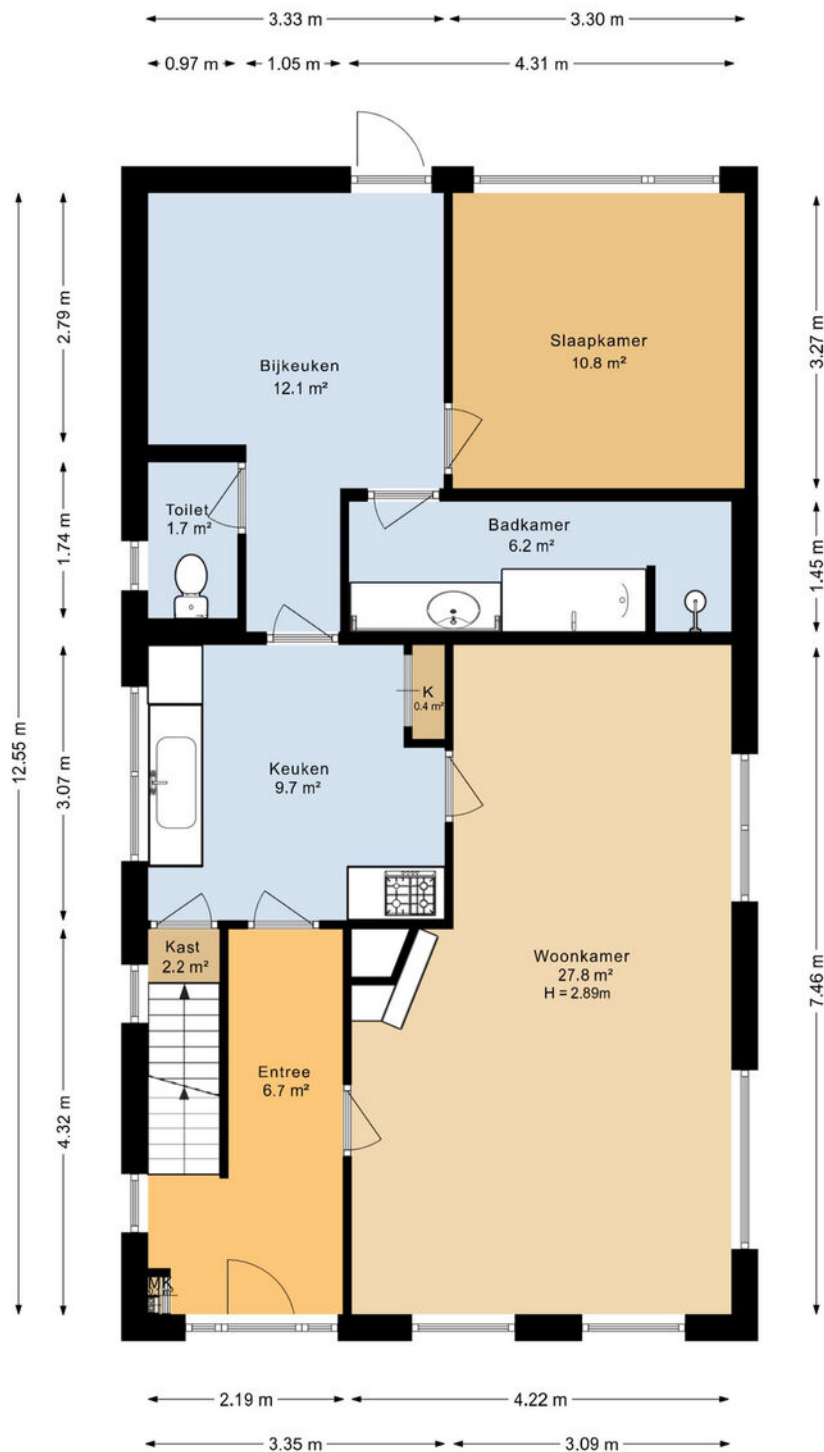 3.33 m
3.30 m
0.97 m
1.05 m
4.31 m
2.79 m
3.27 m
Slaapkamer
10.8 m²
Bijkeuken
12.1 m²
Toilet
1.7 m²
1.74 m
Badkamer
6.2 m²
1.45 m
12.55 m
K
0.4 m²
Keuken
9.7 m²
3.07 m
Kast
2.2 m²
Woonkamer
27.8 m²
H = 2.89m
7.46 m
Entree
6.7 m²
4.32 m
MK
2.19 m
4.22 m
3.35 m
3.09 m